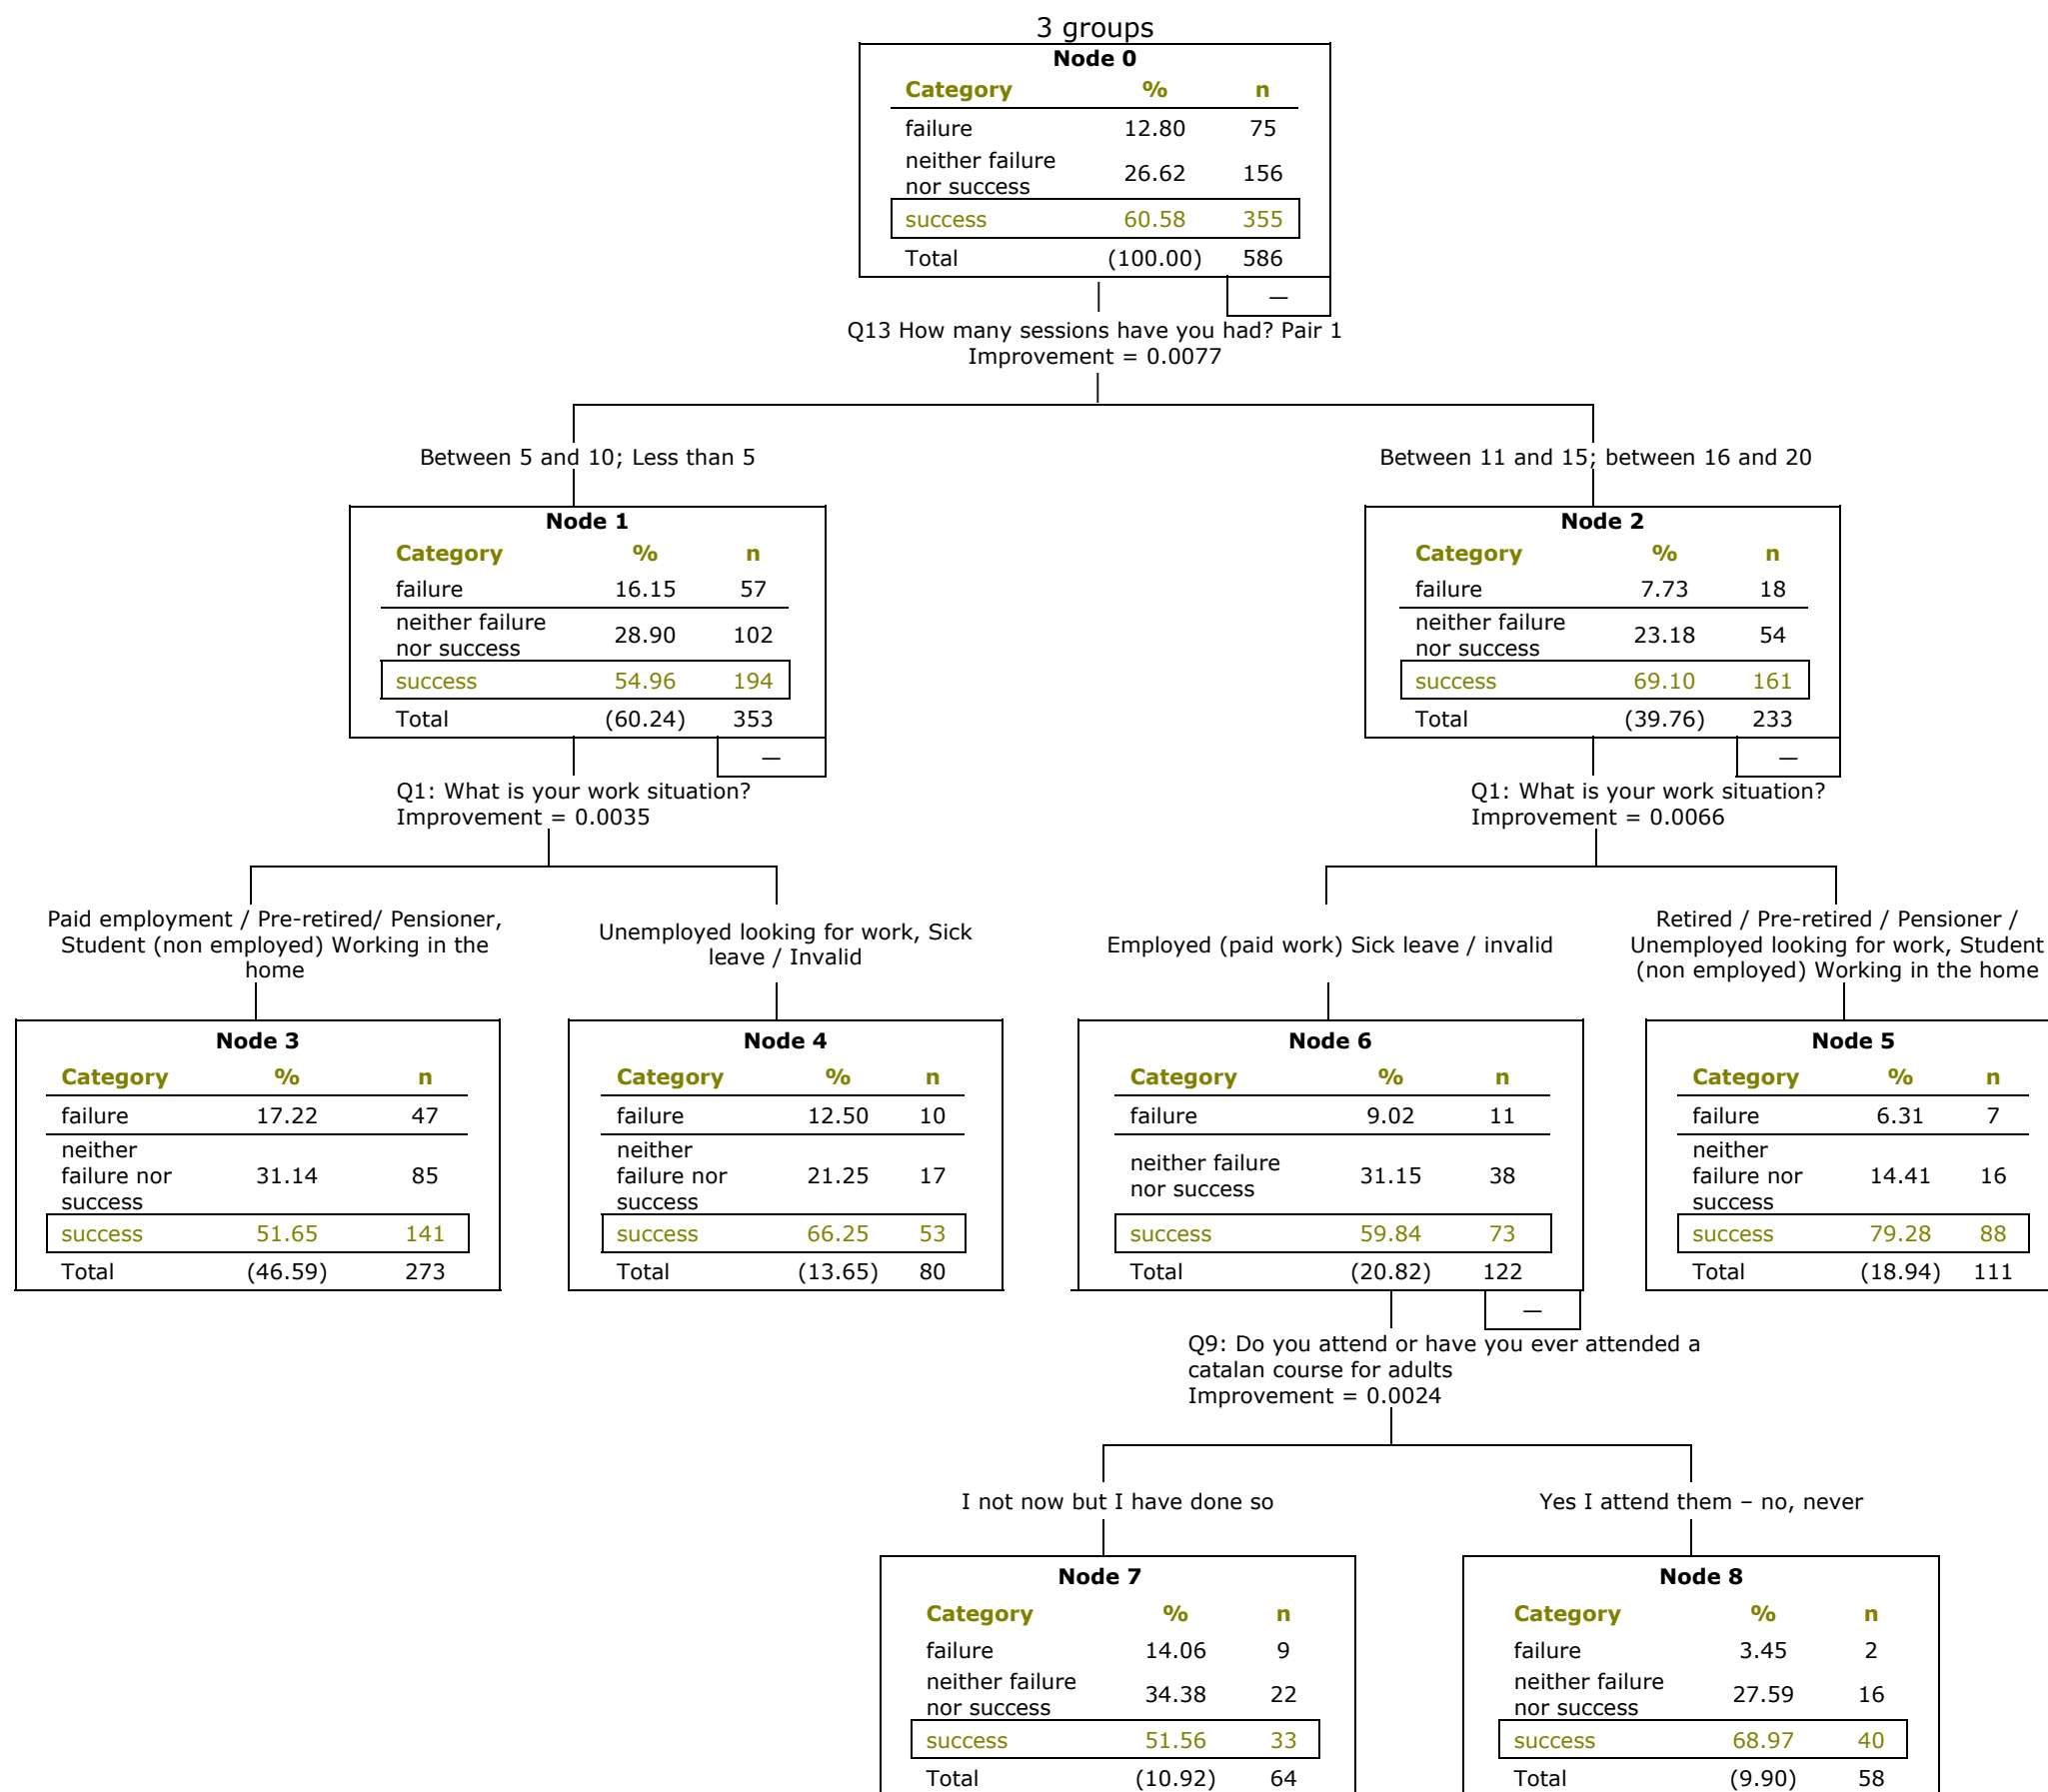 3 groups
Node 0
Category % n
failure 12.80 75
neither failure
nor success 26.62 156
success 60.58 355
Total (100.00) 586
—
Q13 How many sessions have you had? Pair 1
Improvement = 0.0077
Between 5 and 10; Less than 5
Between 11 and 15; between 16 and 20
Node 1
Category % n
failure 16.15 57
neither failure
nor success 28.90 102
success 54.96 194
Total (60.24) 353
—
Node 2
Category % n
failure 7.73 18
neither failure
nor success 23.18 54
success 69.10 161
Total (39.76) 233
—
Q1: What is your work situation?
Improvement = 0.0035
Q1: What is your work situation?
Improvement = 0.0066
Paid employment / Pre-retired/ Pensioner,
Student (non employed) Working in the
home
Unemployed looking for work, Sick
leave / Invalid
Employed (paid work) Sick leave / invalid
Retired / Pre-retired / Pensioner /
Unemployed looking for work, Student
(non employed) Working in the home
Node 3
Category % n
failure 17.22 47
neither
failure nor 31.14 85
success
success 51.65 141
Total (46.59) 273
Node 4
Category % n
failure 12.50 10
neither
failure nor 21.25 17
success
success 66.25 53
Total (13.65) 80
Node 6
Category % n
failure 9.02 11
neither failure
nor success 31.15 38
success 59.84 73
Total (20.82) 122
—
Node 5
Category % n
failure 6.31 7
neither
failure nor 14.41 16
success
success 79.28 88
Total (18.94) 111
Q9: Do you attend or have you ever attended a
catalan course for adults
Improvement = 0.0024
I not now but I have done so
Yes I attend them – no, never
Node 7
Category % n
failure 14.06 9
neither failure
nor success 34.38 22
success 51.56 33
Total (10.92) 64
Node 8
Category % n
failure 3.45 2
neither failure
nor success 27.59 16
success 68.97 40
Total (9.90) 58